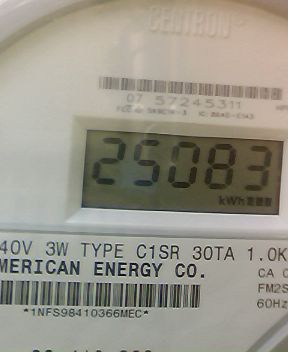 CENTRON
07 57245311
25083
kWh
40V 3W TYPE C1SR 30TA 1.0K
MERICAN ENERGY CO.
CA 
FM2S
60Hz
*1NFS98410366MEC*